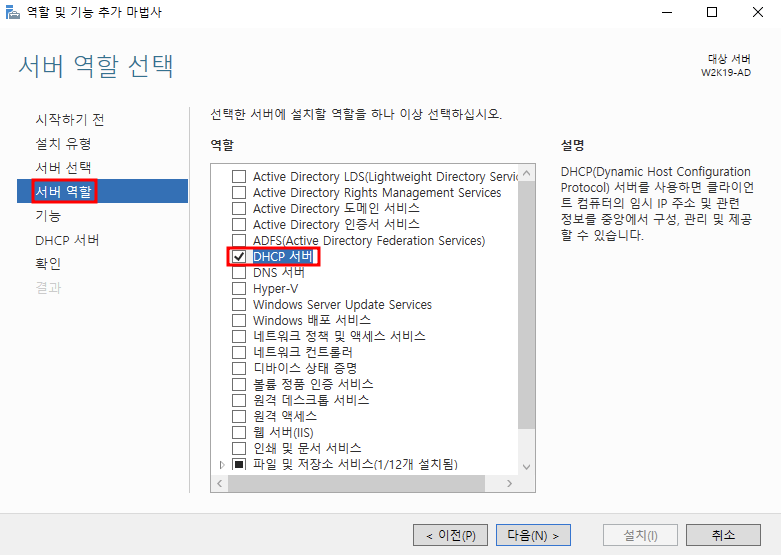 역할 및 기능 추가 마법사
서버 역할 선택
대상 서버
W2K19-AD
시작하기 전
설치 유형
서버 선택
서버 역할
기능
DHCP 서버
확인
결과
선택한 서버에 설치할 역할을 하나 이상 선택하십시오.
역할
Active Directory LDS(Lightweight Directory Servic
Active Directory Rights Management Services
Active Directory 도메인 서비스
Active Directory 인증서 서비스
ADFS(Active Directory Federation Services)
DHCP 서버
DNS 서버
Hyper-V
Windows Server Update Services
Windows 배포 서비스
네트워크 정책 및 액세스 서비스
네트워크 컨트롤러
디바이스 상태 증명
볼륨 정품 인증 서비스
원격 데스크톱 서비스
원격 액세스
웹 서버(IIS)
인쇄 및 문서 서비스
파일 및 저장소 서비스(1/12개 설치됨)
설명
DHCP(Dynamic Host Configuration
Protocol) 서버를 사용하면 클라이언
트 컴퓨터의 임시 IP 주소 및 관련
정보를 중앙에서 구성, 관리 및 제공
할 수 있습니다.
< 이전(P)
다음(N) >
설치(I)
취소